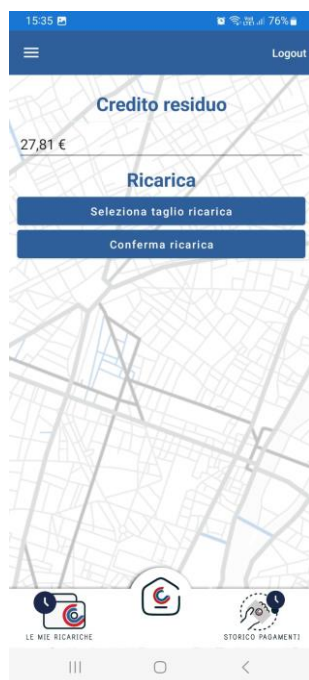 15:35 76%
Logout
Credito residuo
27,81 €
Ricarica
Seleziona taglio ricarica
Conferma ricarica
LE MIE RICARICHE STORICO PAGAMENTI